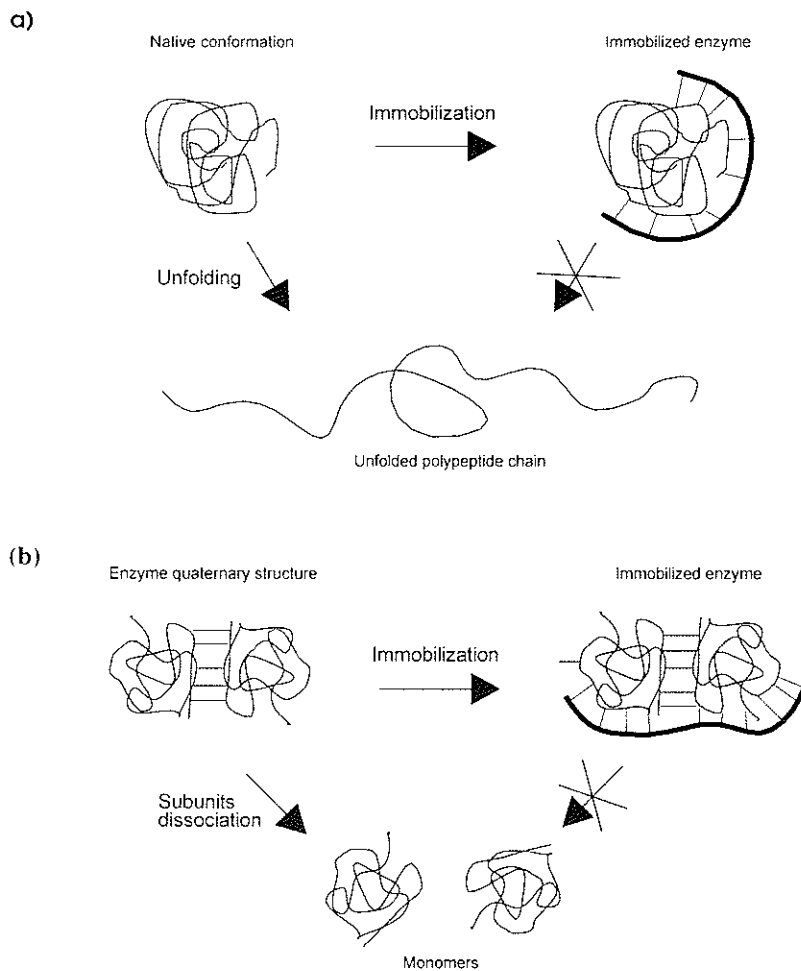 a)
Native conformation
Immobilized enzyme
Immobilization
Unfolding
Unfolded polypeptide chain
(b)
Enzyme quaternary structure
Immobilized enzyme
Immobilization
Subunits
dissociation
Monomers